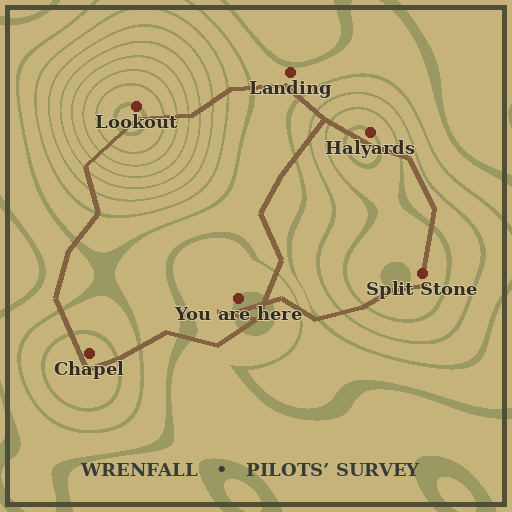 Landing
Lookout
Halyards
Split Stone
You are here
Chapel
WRENFALL • PILOTS’ SURVEY